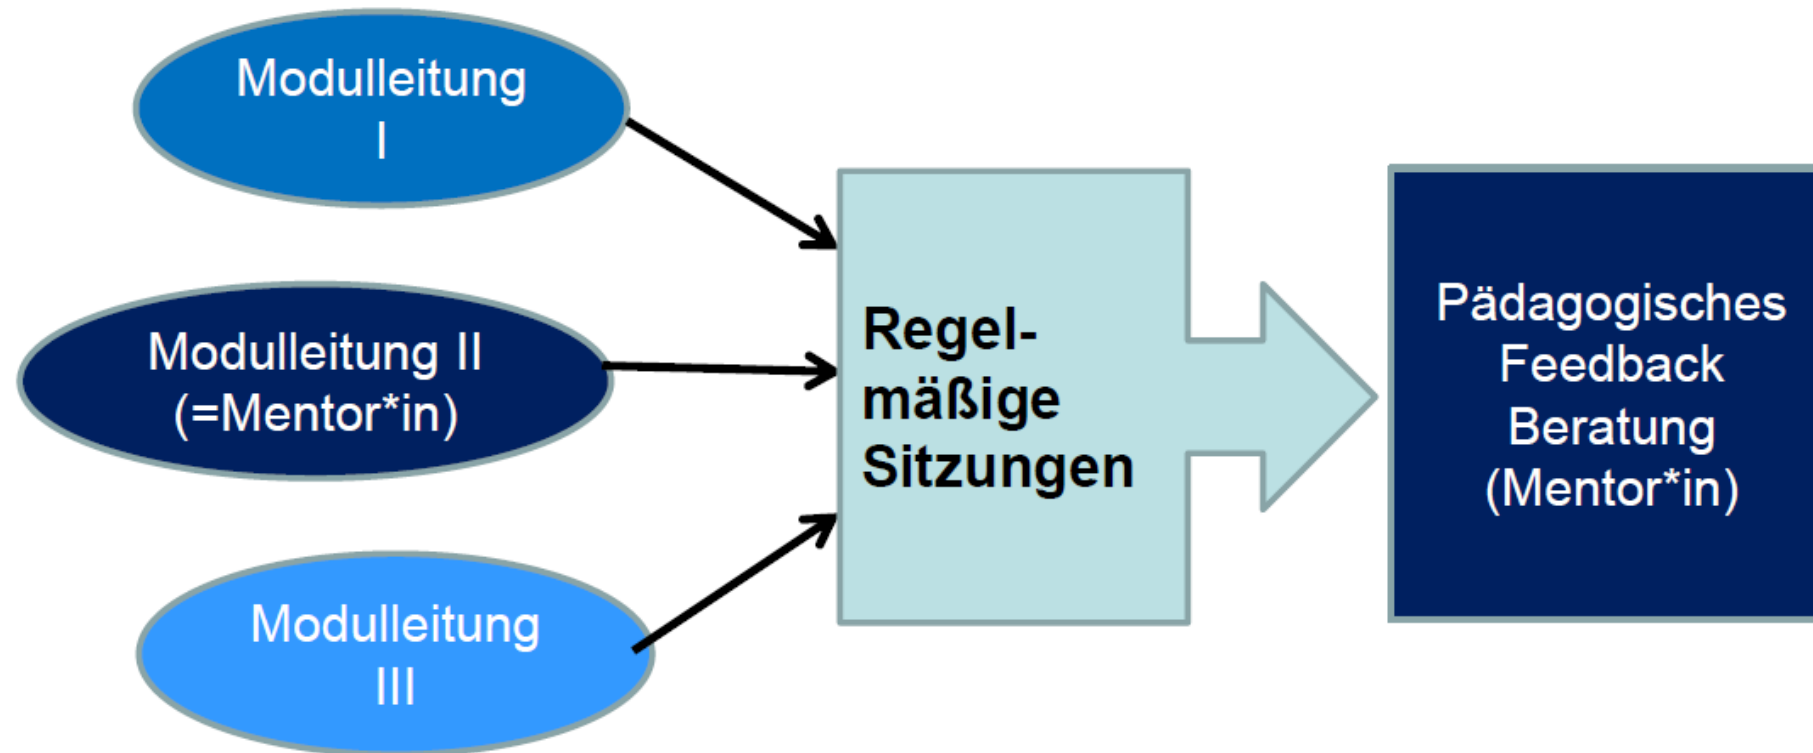 Modulleitung
I
Modulleitung II
(=Mentor*in)
Modulleitung
III
Regel-
mäßige
Sitzungen
Pädagogisches
Feedback
Beratung
(Mentor*in)